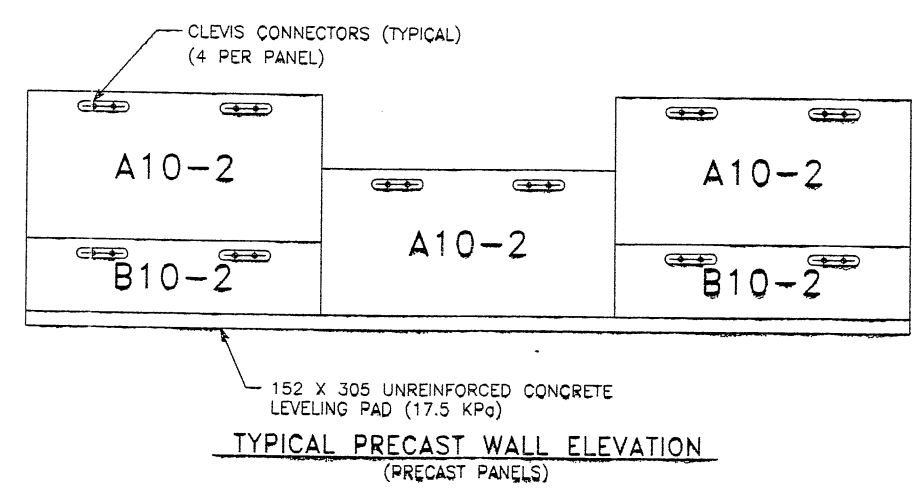 CLEVIS CONNECTORS (TYPICAL)
(4 PER PANEL)
A10-2
A10-2
A10-2
B10-2
B10-2
152 X 305 UNREINFORCED CONCRETE
LEVELING PAD (17.5 KPa)
TYPICAL PRECAST WALL ELEVATION
(PRECAST PANELS)